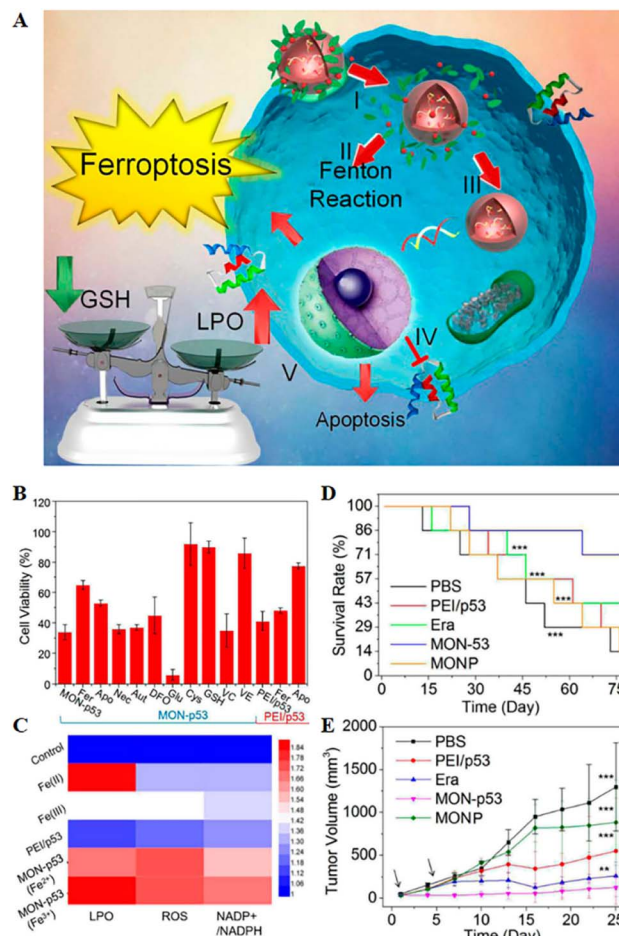 A
Ferroptosis
I
II
Fenton
Reaction
III
GSH
LPO
IV
V
Apoptosis
B
Cell Viability (%)
120
100
80
60
40
20
0
MON-p53
Fer
Apo
Nec
Aut
DFO
Glu
Cys
GSH
VC
VE
PEI/p53
Fer
Apo
MON-p53
PEI/p53
C
Control
Fe(II)
Fe(III)
PEI/p53
MON-p53
(Fe²⁺)
MON-p53
(Fe³⁺)
LPO
ROS
NADP+
/NADPH
1.84
1.78
1.72
1.66
1.60
1.54
1.48
1.42
1.36
1.30
1.24
1.18
1.12
1.06
1
D
Survival Rate (%)
100
86
71
57
43
29
14
0
PBS
PEI/p53
Era
MON-53
MONP
***
***
***
***
0
15
30
45
60
75
Time (Day)
E
Tumor Volume (mm³)
2000
1500
1000
500
0
PBS
PEI/p53
Era
MON-p53
MONP
***
***
***
**
0
5
10
15
20
25
Time (Day)